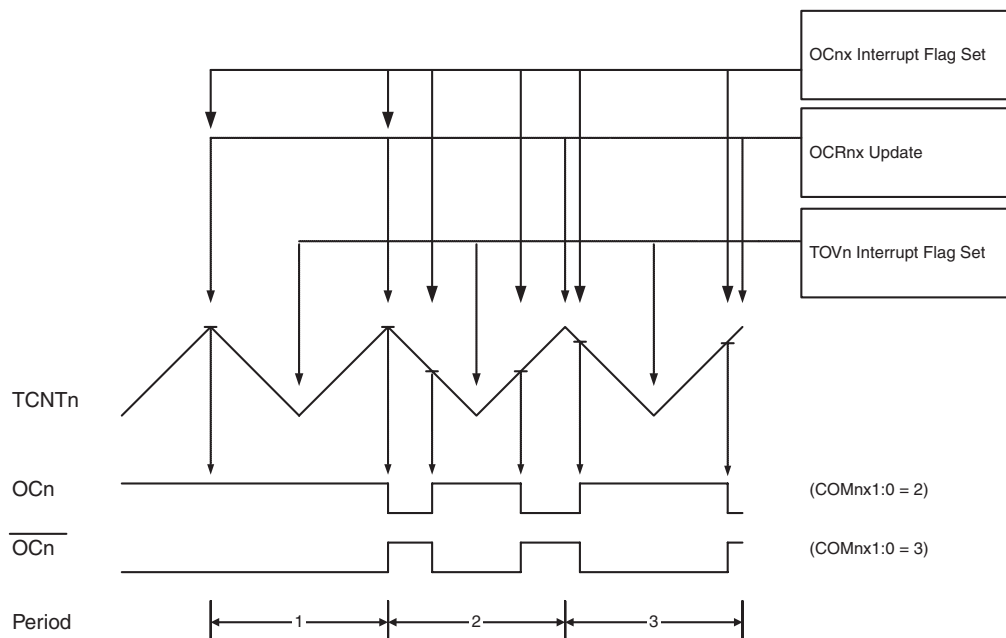 OCnx Interrupt Flag Set
OCRnx Update
TOVn Interrupt Flag Set
TCNTn
OCn
(COMnx1:0 = 2)
OCn
(COMnx1:0 = 3)
Period
1
2
3